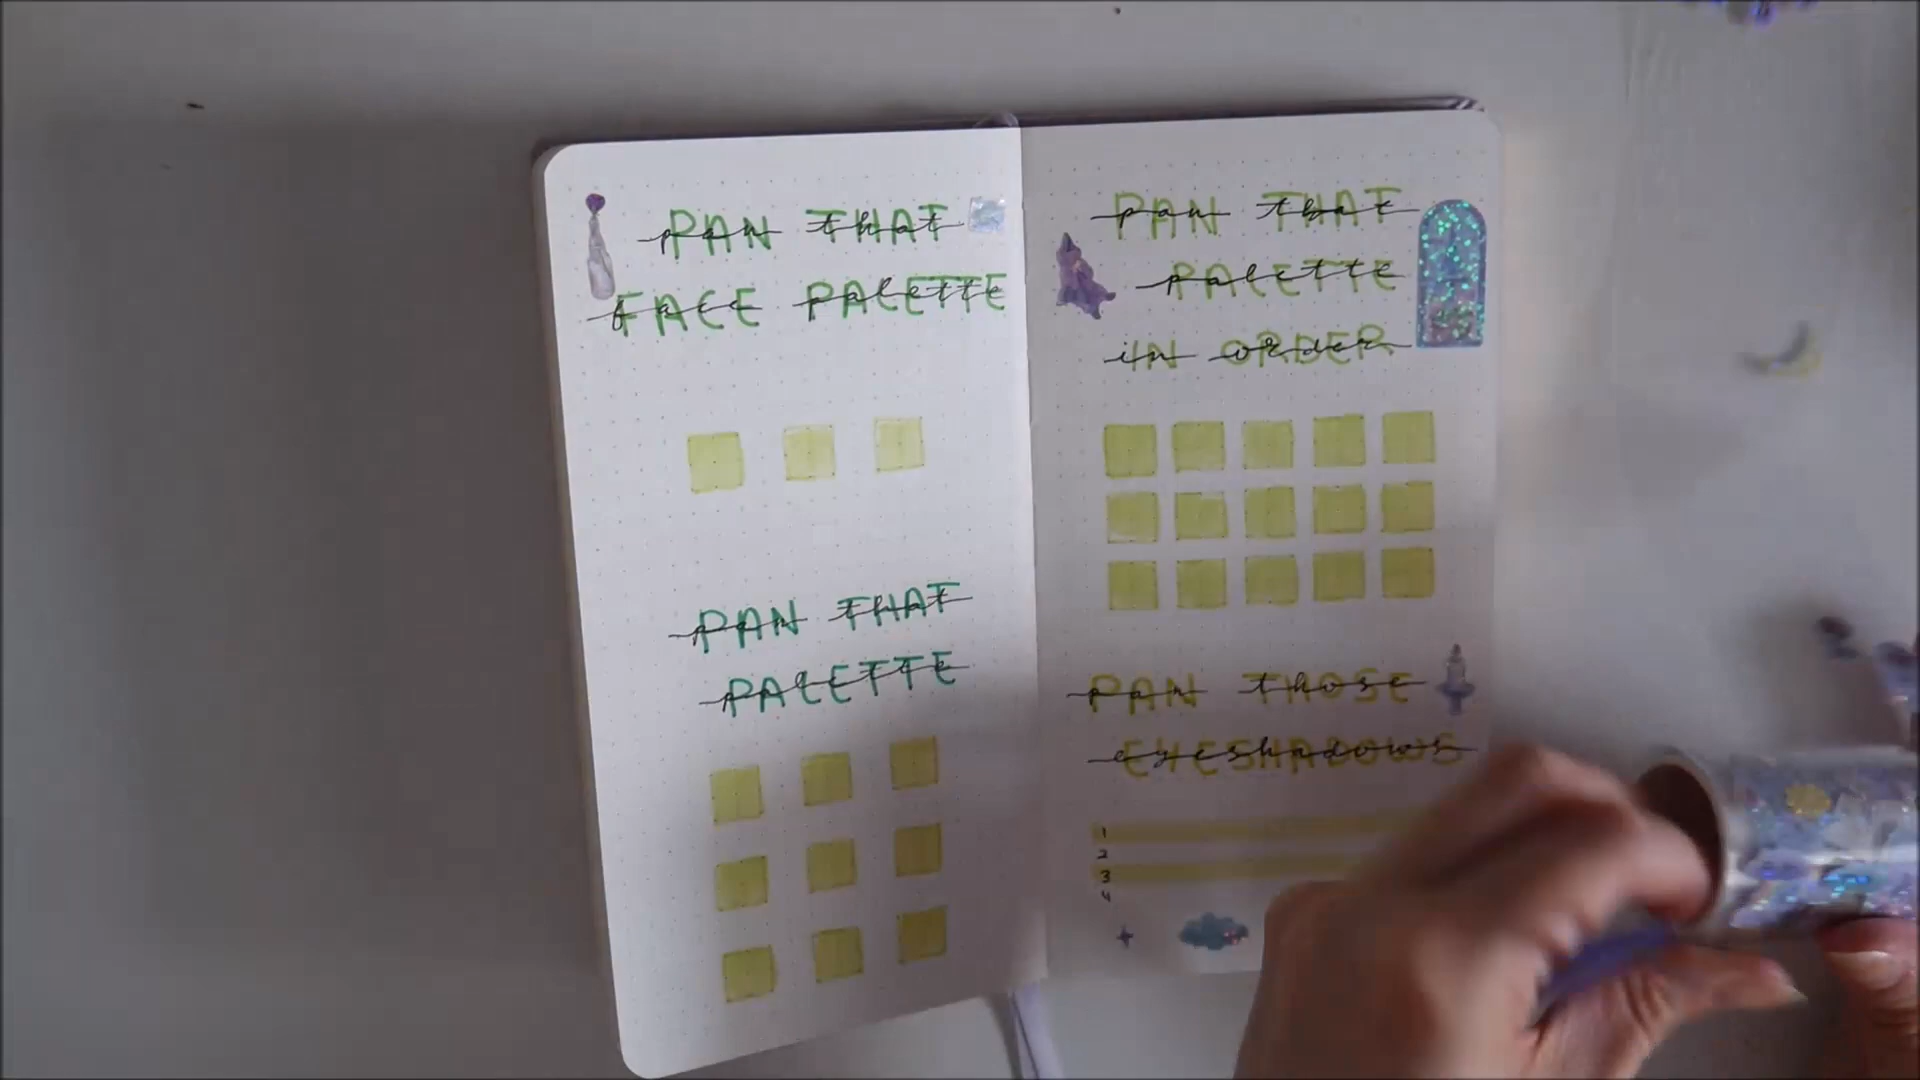 PAN THAT
FACE PALETTE
PAN THAT
PALETTE
PAN THAT
PALETTE
IN ORDER
PAN THOSE
EYESHADOWS
1
2
3
4